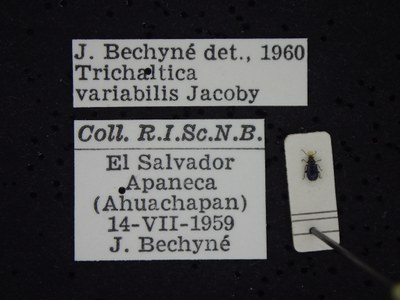 J. Bechyné det., 1960
Trichaltica
variabilis Jacoby
Coll. R.I.Sc.N.B.
El Salvador
Apaneca
(Ahuachapan)
14-VII-1959
J. Bechyné